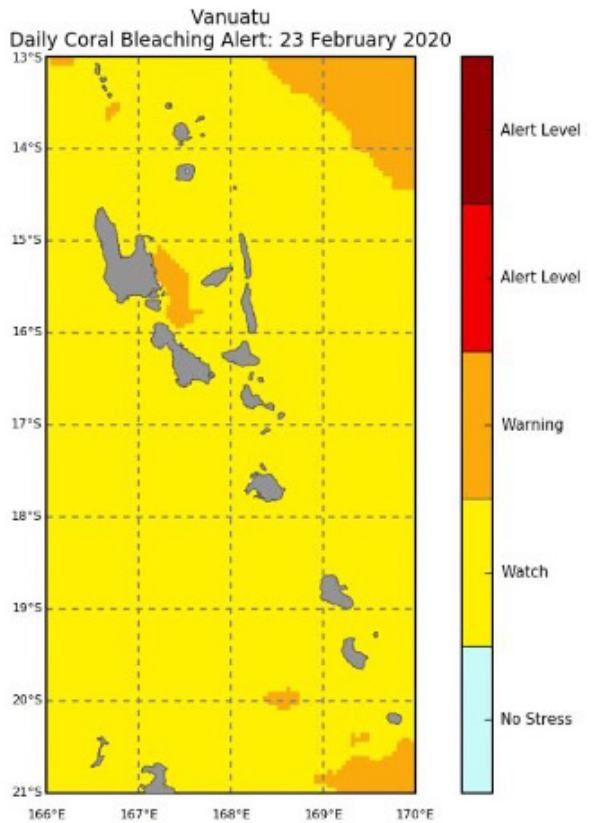 Vanuatu
Daily Coral Bleaching Alert: 23 February 2020
13°S
14°S
15°S
16°S
17°S
18°S
19°S
20°S
21°S
166°E
167°E
168°E
169°E
170°E
Alert Level
Alert Level
Warning
Watch
No Stress